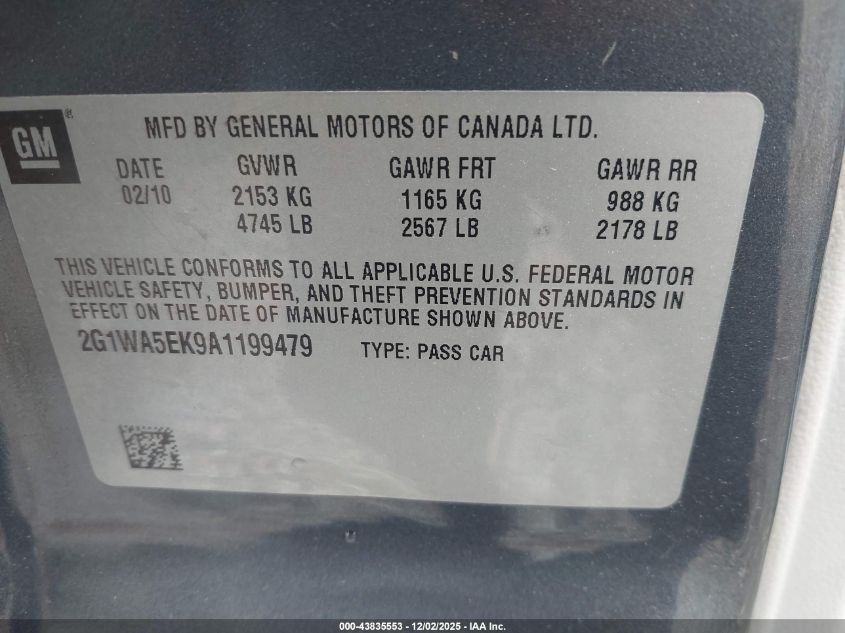 GM®
MFD BY GENERAL MOTORS OF CANADA LTD.
DATE GVWR GAWR FRT GAWR RR
02/10 2153 KG 1165 KG 988 KG
4745 LB 2567 LB 2178 LB
THIS VEHICLE CONFORMS TO ALL APPLICABLE U.S. FEDERAL MOTOR
VEHICLE SAFETY, BUMPER, AND THEFT PREVENTION STANDARDS IN
EFFECT ON THE DATE OF MANUFACTURE SHOWN ABOVE.
2G1WA5EK9A1199479 TYPE: PASS CAR
000-43835553 - 12/02/2025 - IAA Inc.